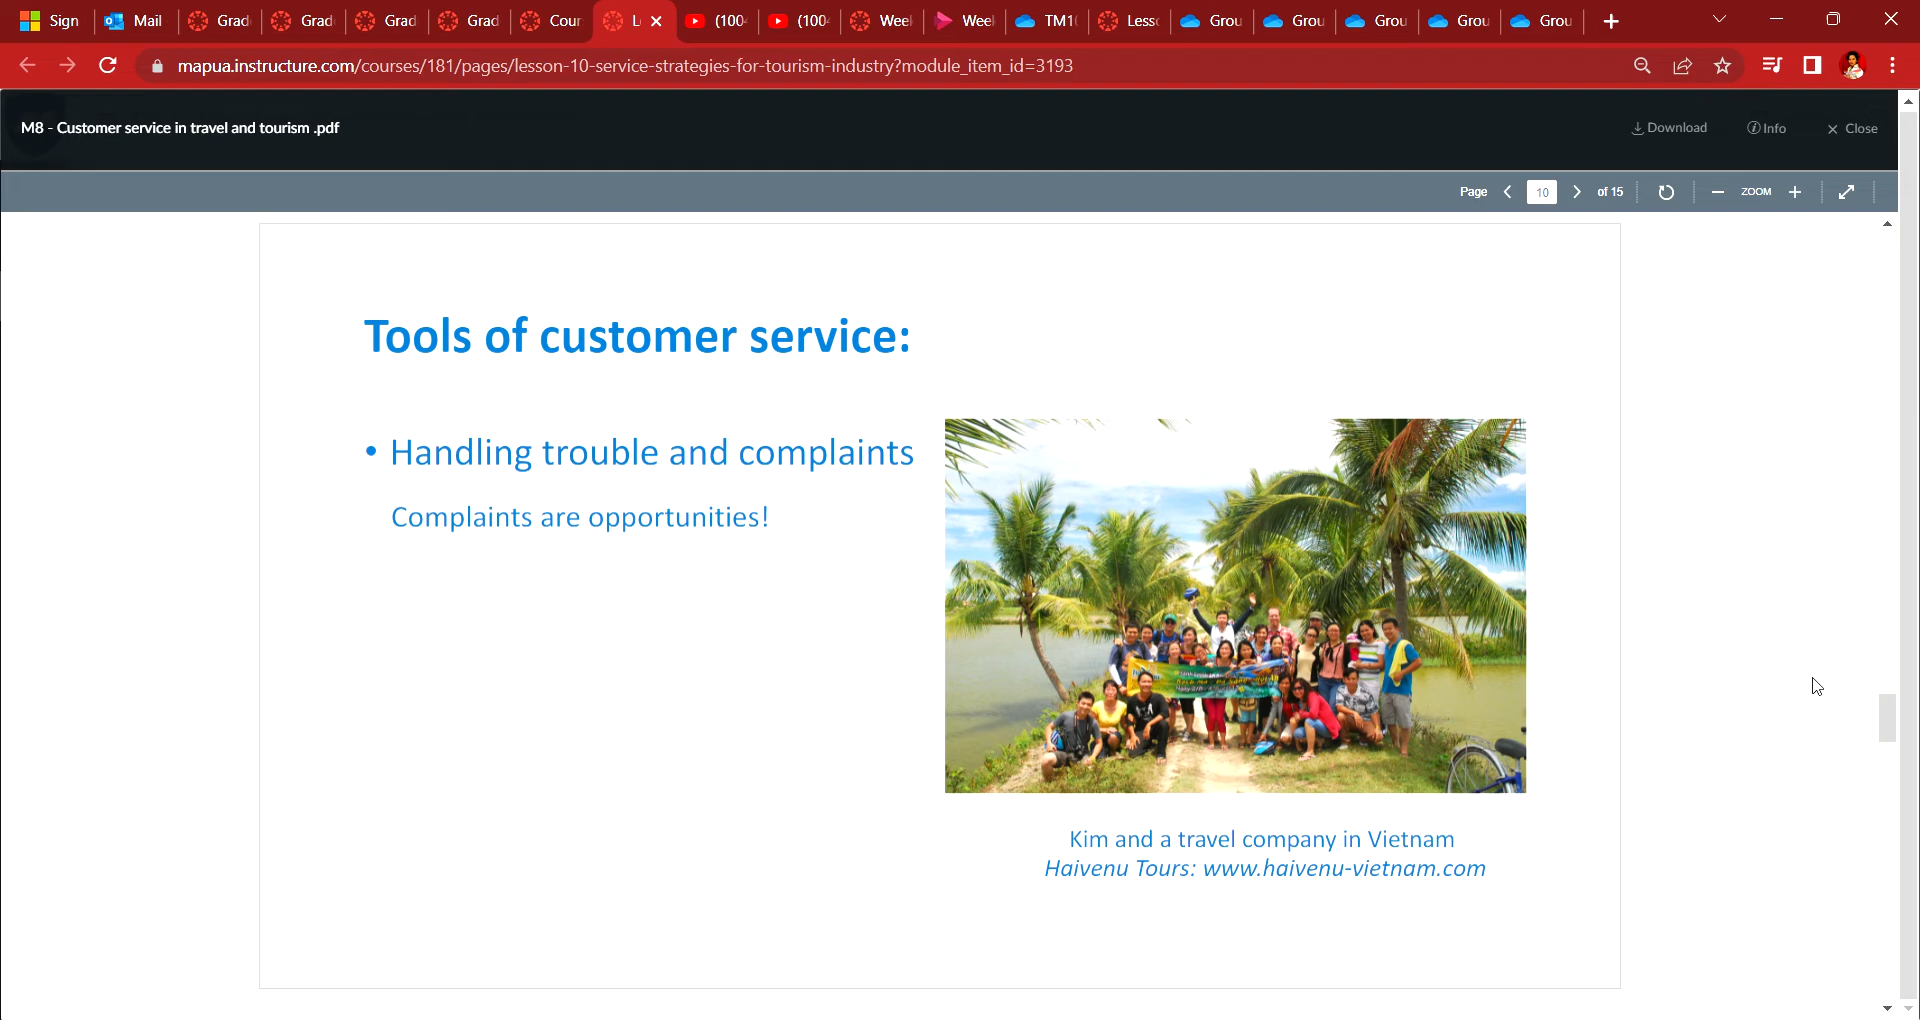 Sign
Mail
Grad
Grad
Grad
Grad
Cour
L
(100
(100
Week
Week
TM1
Less
Grou
Grou
Grou
Grou
Grou
mapua.instructure.com/courses/181/pages/lesson-10-service-strategies-for-tourism-industry?module_item_id=3193
M8 - Customer service in travel and tourism .pdf
Download
Info
Close
Page
10
of 15
ZOOM
Tools of customer service:
• Handling trouble and complaints
Complaints are opportunities!
Kim and a travel company in Vietnam
Haivenu Tours: www.haivenu-vietnam.com